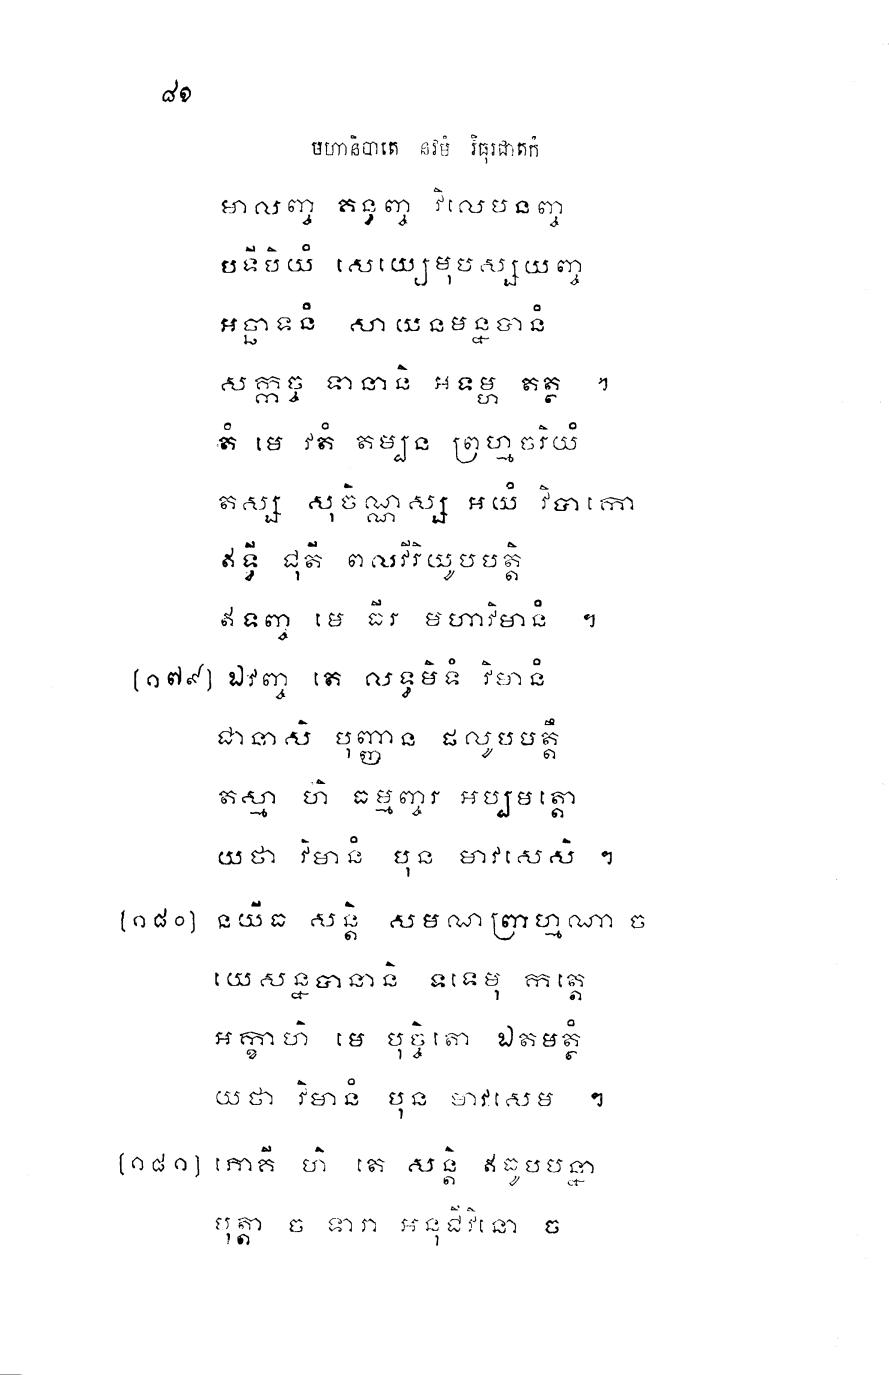 ៨១
មហានិបាតេ នវមំ វិធុរជាតកំ
មាលញ្ច គន្ធញ្ច វិលេបនញ្ច
បទីបិយំ សេយ្យមុបស្សយញ្ច
អច្ឆាទនំ សាយនមន្នបានំ
សក្កច្ច ទានានិ អទម្ហ តត្ថ ។
តំ មេ វតំ តម្បន ព្រហ្មចរិយំ
តស្ស សុចិណ្ណស្ស អយំ វិបាកោ
ឥទ្ធី ជុតី ពលវីរិយូបបត្តិ
ឥទញ្ច មេ ធីរ មហាវិមានំ ។
(១៧៩) ឯវញ្ច តេ លទ្ធមិទំ វិមានំ
ជានាសិ បុញ្ញាន ផលូបបត្តឹ
តស្មា ហិ ធម្មញ្ចរ អប្បមត្តោ
យថា វិមានំ បុន មាវសេសិ ។
(១៨០) នយីធ សន្តិ សមណព្រាហ្មណា ច
យេសន្នបានានិ ទទេមុ កត្តេ
អក្ខាហិ មេ បុច្ឆិតោ ឯតមត្ថំ
យថា វិមានំ បុន មាវសេម ។
(១៨១) ភោគី ហិ តេ សន្តិ ឥធូបបន្នា
បុត្តា ច ទារា អនុជីវិនោ ច